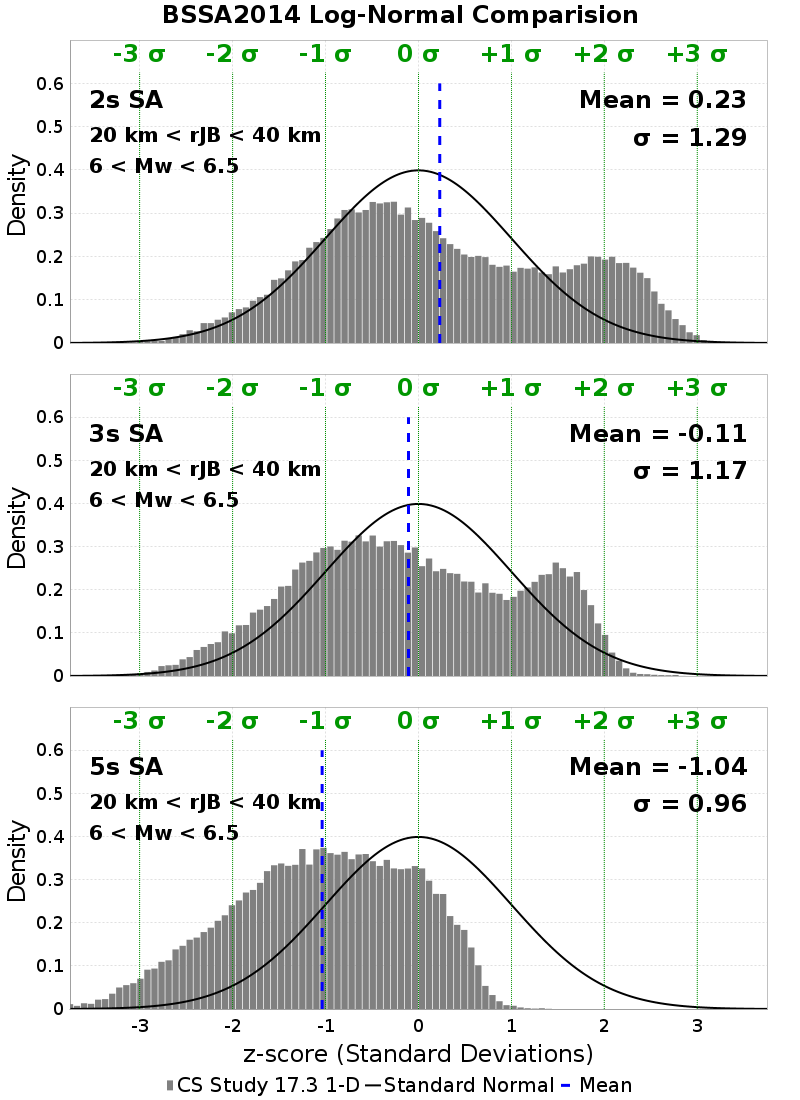 BSSA2014 Log-Normal Comparision
-3 σ -2 σ -1 σ 0 σ +1 σ +2 σ +3 σ
2s SA
20 km < rJB < 40 km
6 < Mw < 6.5
Mean = 0.23
σ = 1.29
Density
0.6
0.5
0.4
0.3
0.2
0.1
0
-3 σ -2 σ -1 σ 0 σ +1 σ +2 σ +3 σ
3s SA
20 km < rJB < 40 km
6 < Mw < 6.5
Mean = -0.11
σ = 1.17
Density
0.6
0.5
0.4
0.3
0.2
0.1
0
-3 σ -2 σ -1 σ 0 σ +1 σ +2 σ +3 σ
5s SA
20 km < rJB < 40 km
6 < Mw < 6.5
Mean = -1.04
σ = 0.96
Density
0.6
0.5
0.4
0.3
0.2
0.1
0
-3 -2 -1 0 1 2 3
z-score (Standard Deviations)
CS Study 17.3 1-D Standard Normal Mean